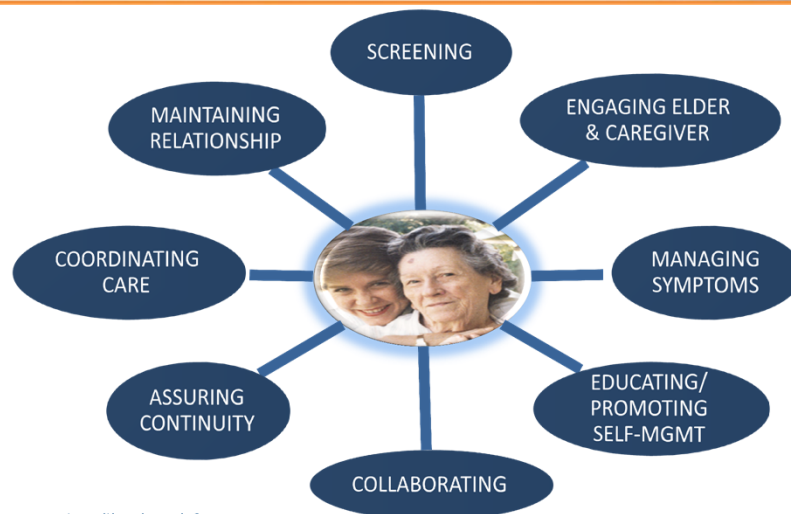 SCREENING
ENGAGING ELDER
& CAREGIVER
MANAGING
SYMPTOMS
EDUCATING/
PROMOTING
SELF-MGMT
COLLABORATING
ASSURING
CONTINUITY
COORDINATING
CARE
MAINTAINING
RELATIONSHIP